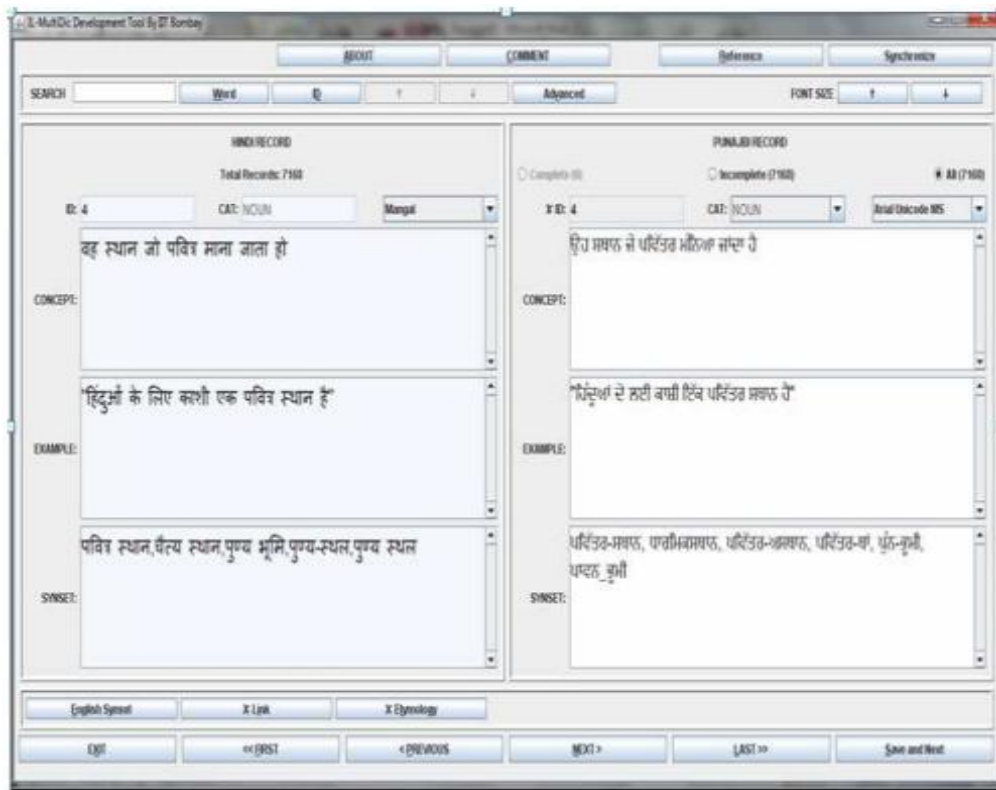 IL-MultiDic Development Tool By IIT Bombay
ABOUT COMMENT Reference Synchronize
SEARCH Word ID ↑ ↓ Advanced FONT SIZE ↑ ↓
HINDI RECORD
Total Records: 7160
ID: 4 CAT: NOUN Mangal
CONCEPT:
वह स्थान जो पवित्र माना जाता हो
EXAMPLE:
"हिंदुओं के लिए काशी एक पवित्र स्थान है"
SYNSET:
पवित्र स्थान,चैत्य स्थान,पुण्य भूमि,पुण्य-स्थल,पुण्य स्थल
PUNAJBI RECORD
Complete (0) Incomplete (7160) All (7160)
X ID: 4 CAT: NOUN Arial Unicode MS
CONCEPT:
ਉਹ ਸਥਾਨ ਜੋ ਪਵਿੱਤਰ ਮੰਨਿਆ ਜਾਂਦਾ ਹੈ
EXAMPLE:
"ਹਿੰਦੂਆਂ ਦੇ ਲਈ ਕਾਸ਼ੀ ਇੱਕ ਪਵਿੱਤਰ ਸਥਾਨ ਹੈ"
SYNSET:
ਪਵਿੱਤਰ-ਸਥਾਨ, ਧਾਰਮਿਕਸਥਾਨ, ਪਵਿੱਤਰ-ਅਸਥਾਨ, ਪਵਿੱਤਰ-ਥਾਂ, ਪੁੰਨ-ਭੂਮੀ,
ਪਾਵਨ_ਭੂਮੀ
English Synset X Link X Etymology
EXIT <<FIRST <PREVIOUS NEXT> LAST>> Save and Next